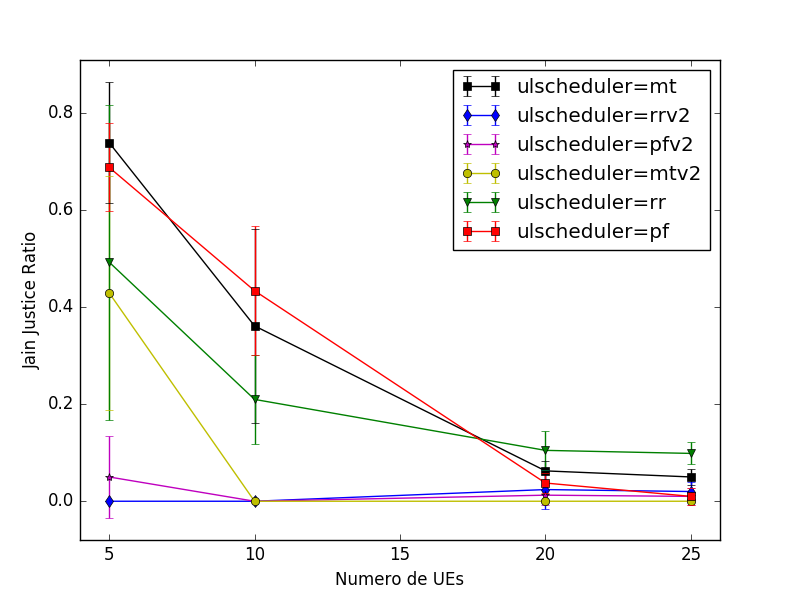 ulscheduler=mt
ulscheduler=rrv2
ulscheduler=pfv2
ulscheduler=mtv2
ulscheduler=rr
ulscheduler=pf
Jain Justice Ratio
0.8
0.6
0.4
0.2
0.0
5 10 15 20 25
Numero de UEs